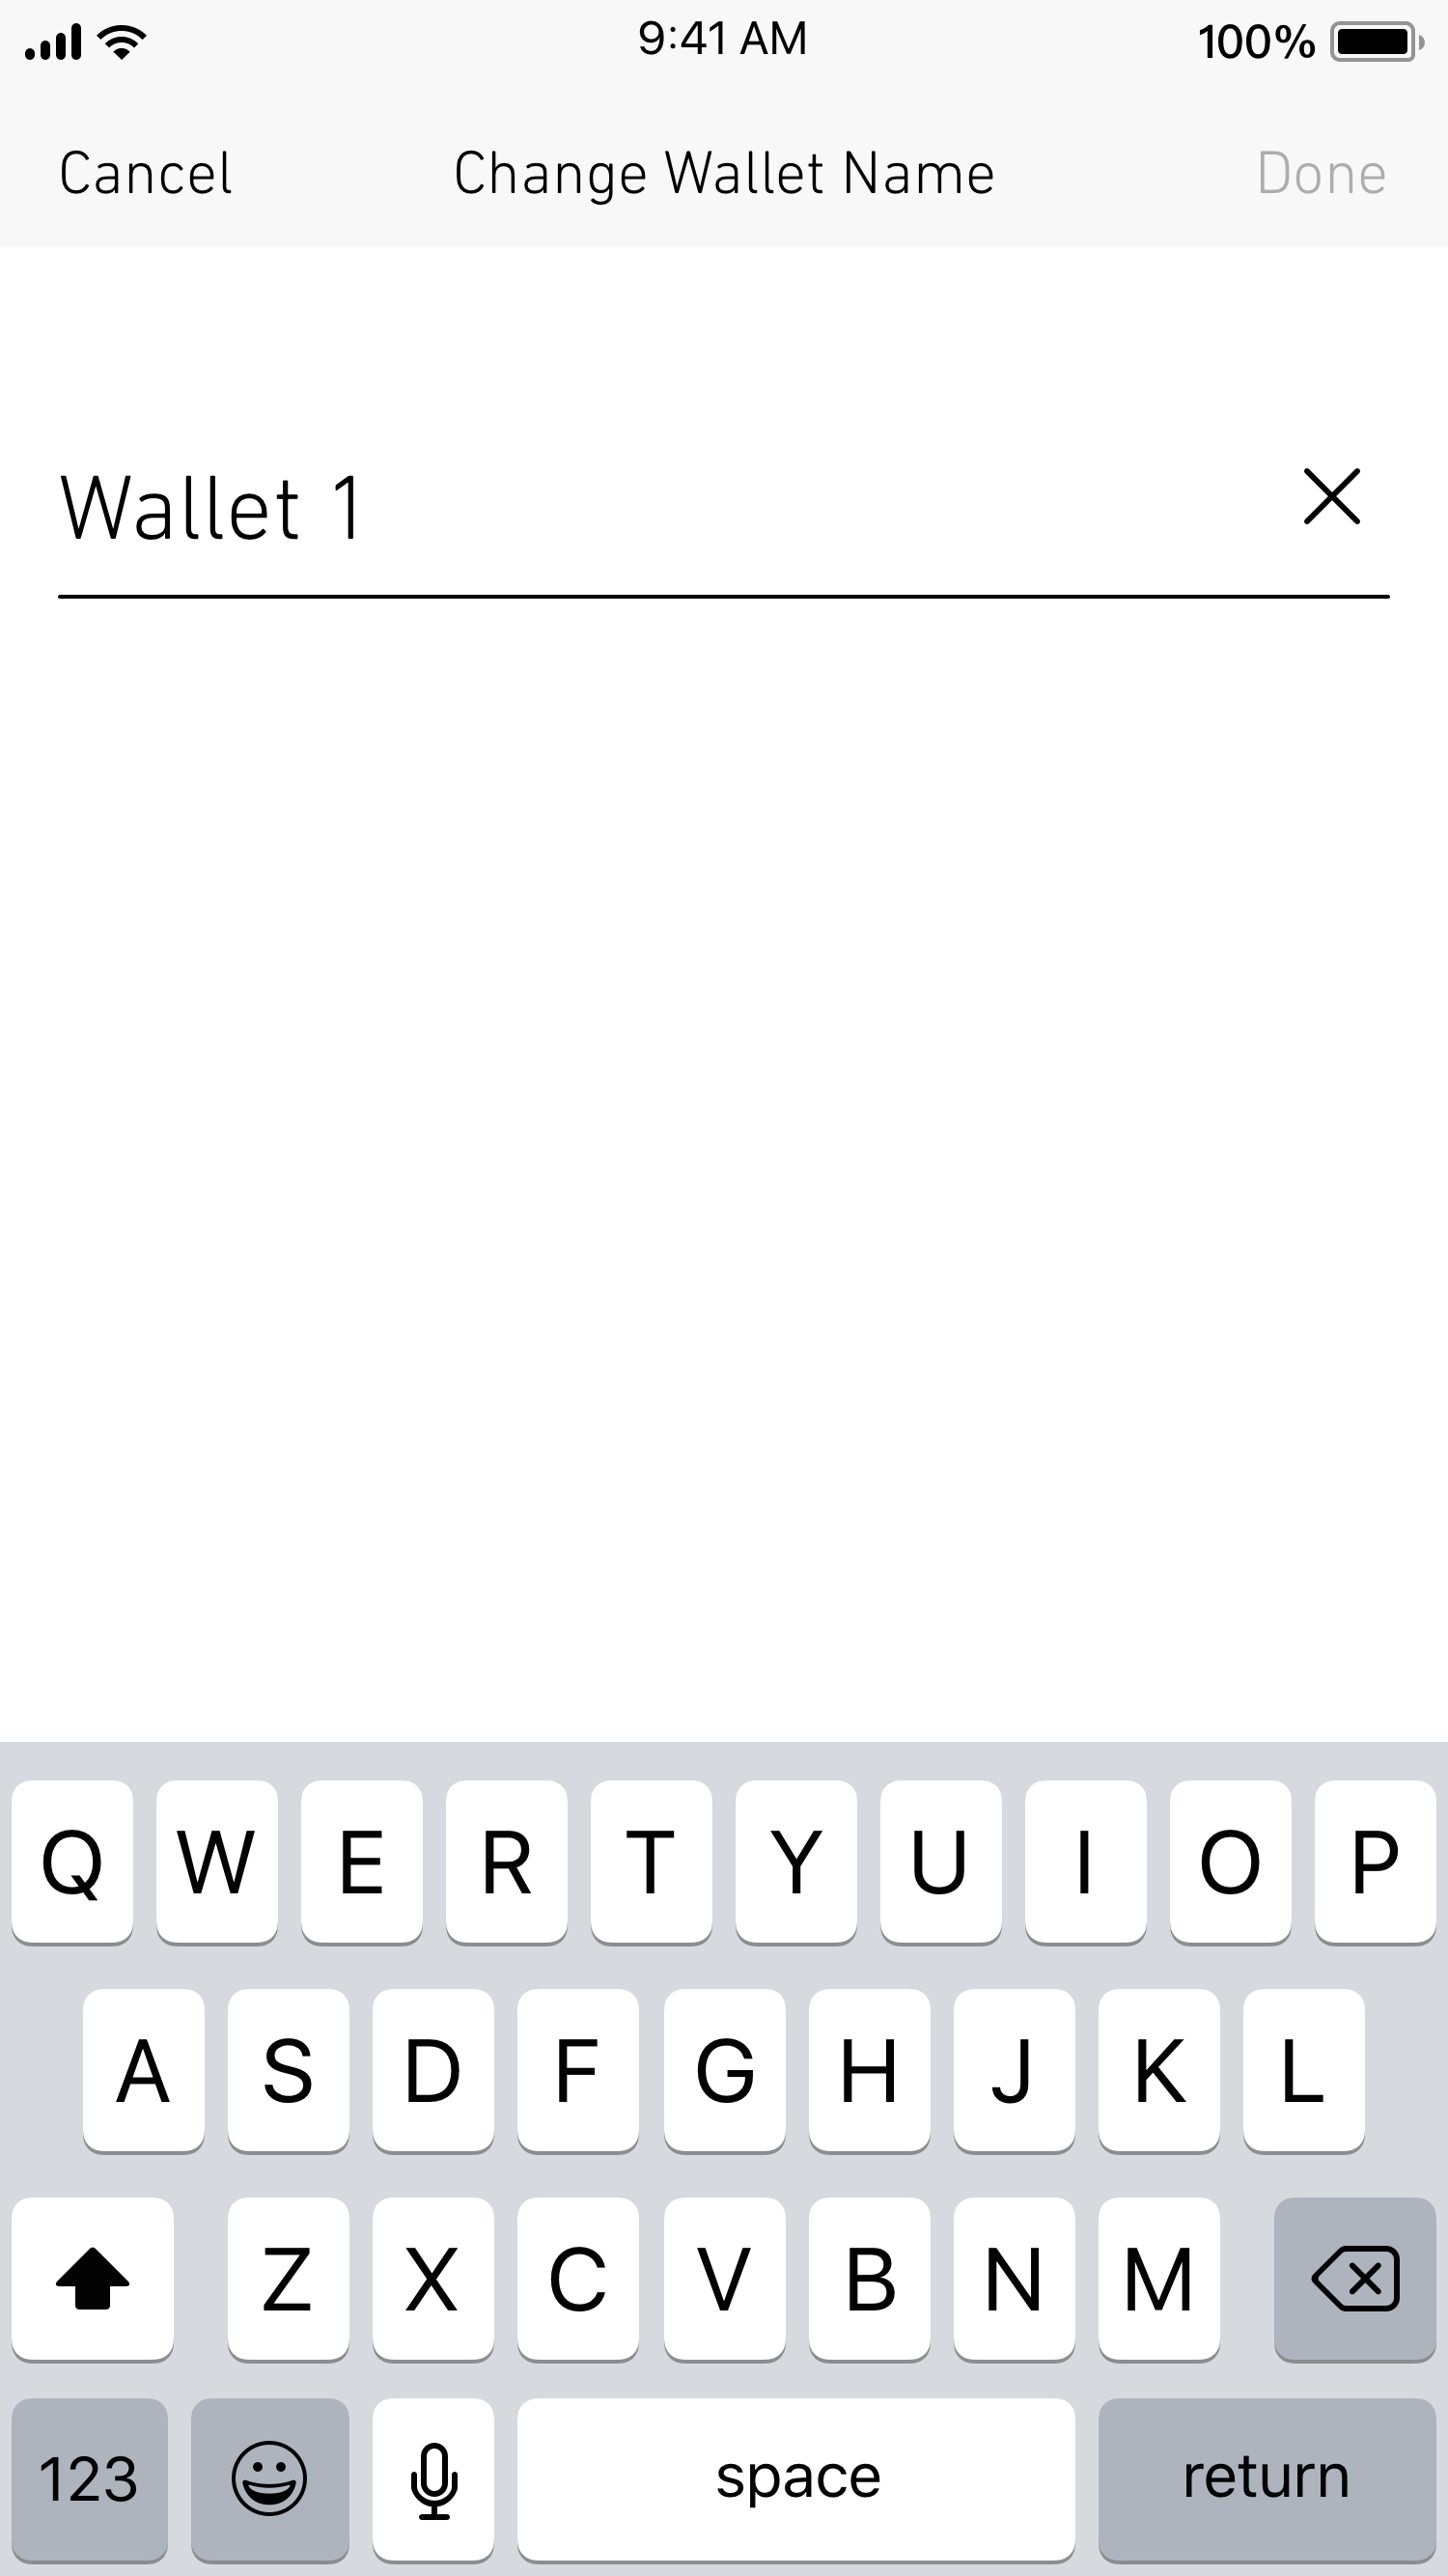 9:41 AM 100%
Cancel Change Wallet Name Done
Wallet 1
Q W E R T Y U I O P
A S D F G H J K L
Z X C V B N M
123 space return